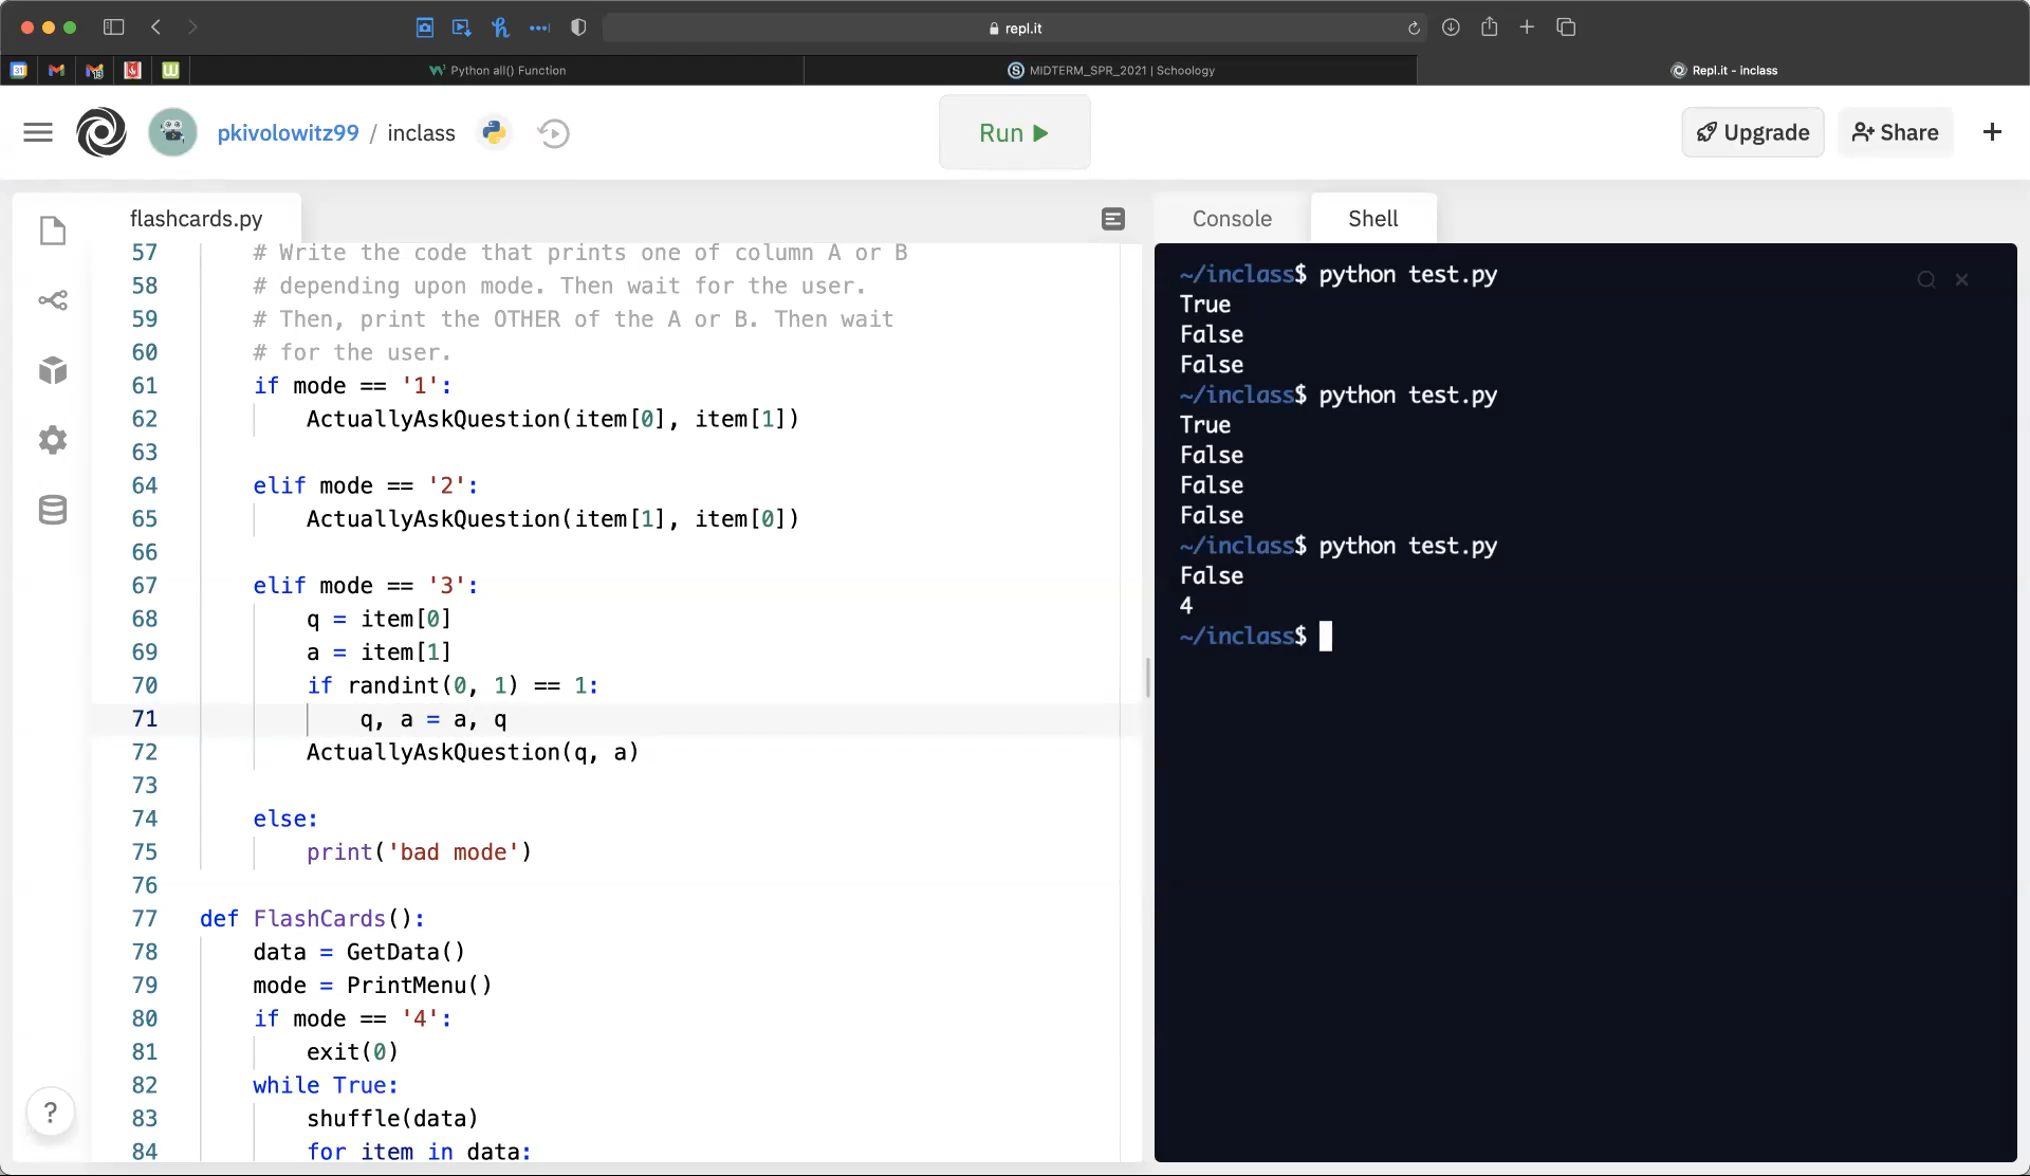 repl.it
Python all() Function
MIDTERM_SPR_2021 | Schoology
Repl.it - inclass
pkivolowitz99 / inclass
Run
Upgrade
Share
flashcards.py
Console
Shell
57 # Write the code that prints one of column A or B
58 # depending upon mode. Then wait for the user.
59 # Then, print the OTHER of the A or B. Then wait
60 # for the user.
61 if mode == '1':
62 ActuallyAskQuestion(item[0], item[1])
63
64 elif mode == '2':
65 ActuallyAskQuestion(item[1], item[0])
66
67 elif mode == '3':
68 q = item[0]
69 a = item[1]
70 if randint(0, 1) == 1:
71 q, a = a, q
72 ActuallyAskQuestion(q, a)
73
74 else:
75 print('bad mode')
76
77 def FlashCards():
78 data = GetData()
79 mode = PrintMenu()
80 if mode == '4':
81 exit(0)
82 while True:
83 shuffle(data)
84 for item in data:
?
~/inclass$ python test.py
True
False
False
~/inclass$ python test.py
True
False
False
False
~/inclass$ python test.py
False
4
~/inclass$